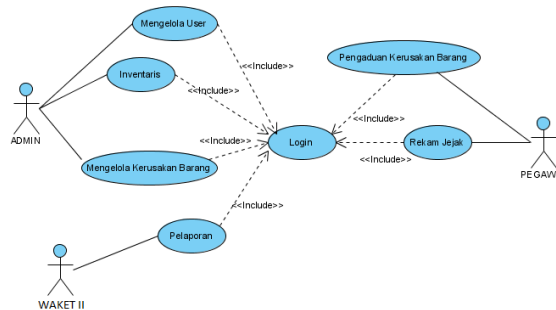 Mengelola User
<<Include>>
Pengaduan Kerusakan Barang
Inventaris
<<Include>>
<<Include>>
ADMIN
<<Include>>
Login
Rekam Jejak
<<Include>>
Mengelola Kerusakan Barang
PEGAW
<<Include>>
Pelaporan
WAKET II